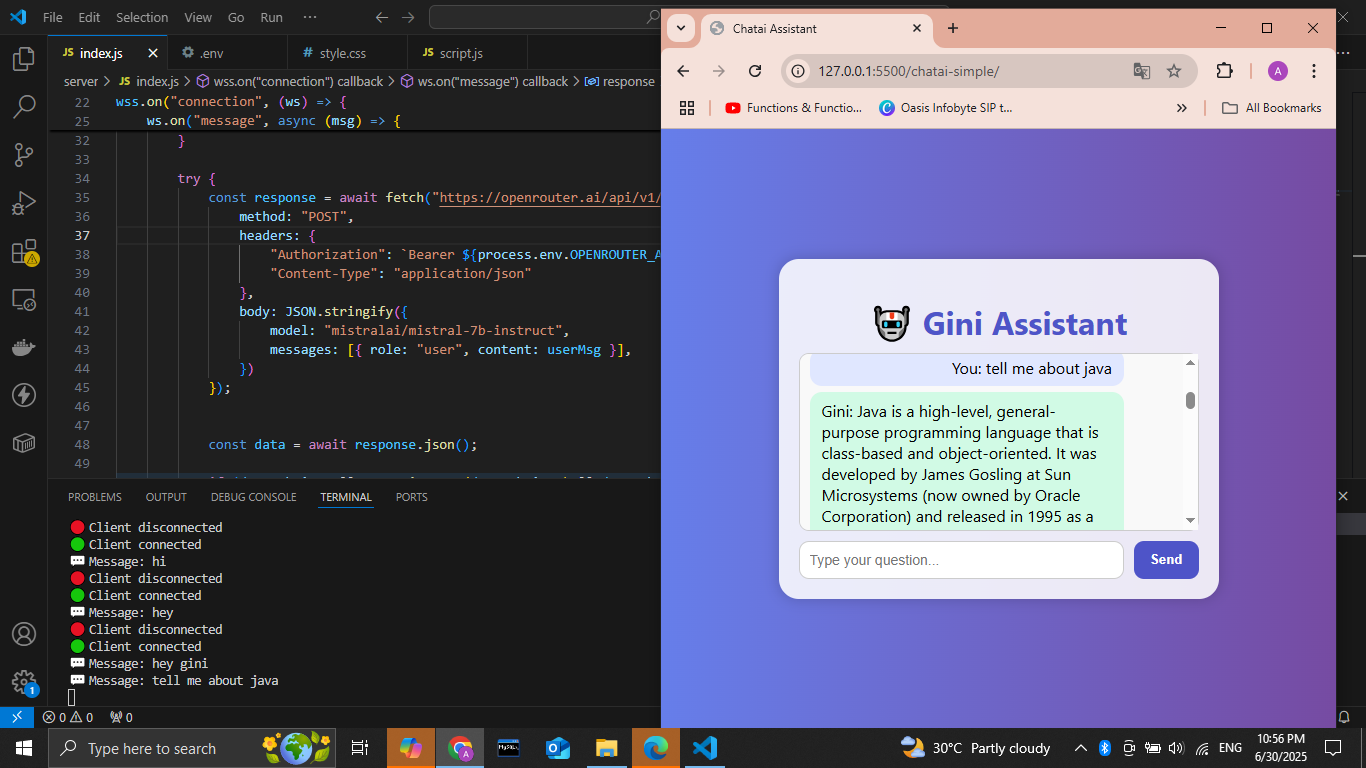 File Edit Selection View Go Run ···
JS index.js
.env
# style.css
JS script.js
server > JS index.js > wss.on("connection") callback > ws.on("message") callback > response
22 wss.on("connection", (ws) => {
25 ws.on("message", async (msg) => {
32 }
33
34 try {
35 const response = await fetch("https://openrouter.ai/api/v1/
36 method: "POST",
37 headers: {
38 "Authorization": `Bearer ${process.env.OPENROUTER_A
39 "Content-Type": "application/json"
40 },
41 body: JSON.stringify({
42 model: "mistralai/mistral-7b-instruct",
43 messages: [{ role: "user", content: userMsg }],
44 })
45 });
46
47
48 const data = await response.json();
49
PROBLEMS OUTPUT DEBUG CONSOLE TERMINAL PORTS
Client disconnected
Client connected
Message: hi
Client disconnected
Client connected
Message: hey
Client disconnected
Client connected
Message: hey gini
Message: tell me about java
1
0 0 0
Chatai Assistant
127.0.0.1:5500/chatai-simple/
A
Functions & Functio...
Oasis Infobyte SIP t...
All Bookmarks
Gini Assistant
You: tell me about java
Gini: Java is a high-level, general-
purpose programming language that is
class-based and object-oriented. It was
developed by James Gosling at Sun
Microsystems (now owned by Oracle
Corporation) and released in 1995 as a
Type your question...
Send
Type here to search
A
MySQL
30°C Partly cloudy
ENG
10:56 PM
6/30/2025